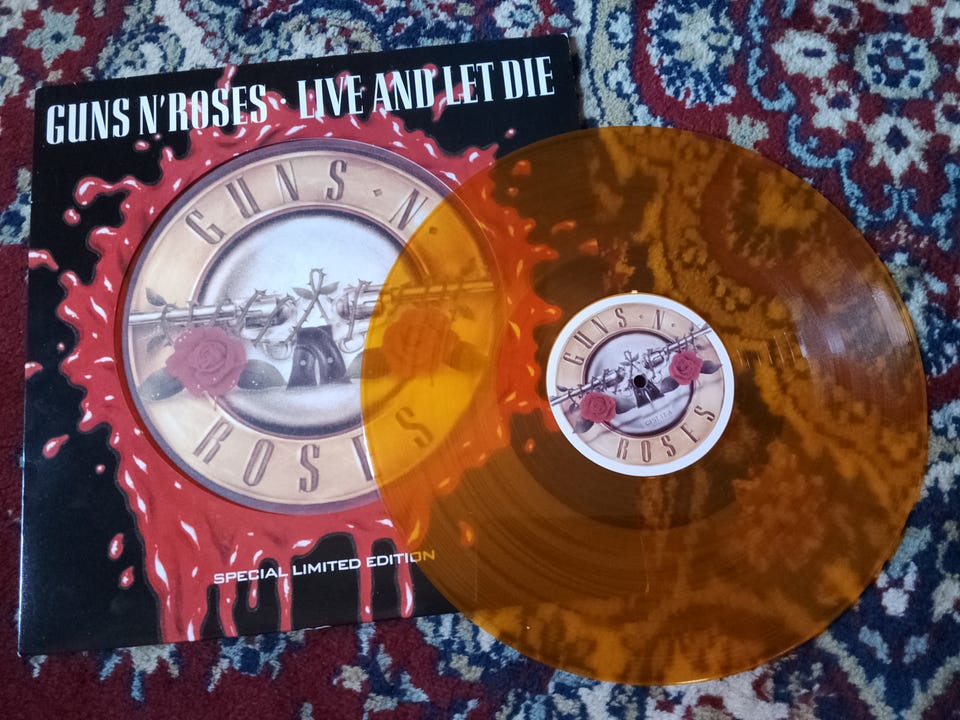 GUNS N' ROSES · LIVE AND LET DIE
GUNS · N ·
ROSES
SPECIAL LIMITED EDITION
GUNS · N ·
ROSES